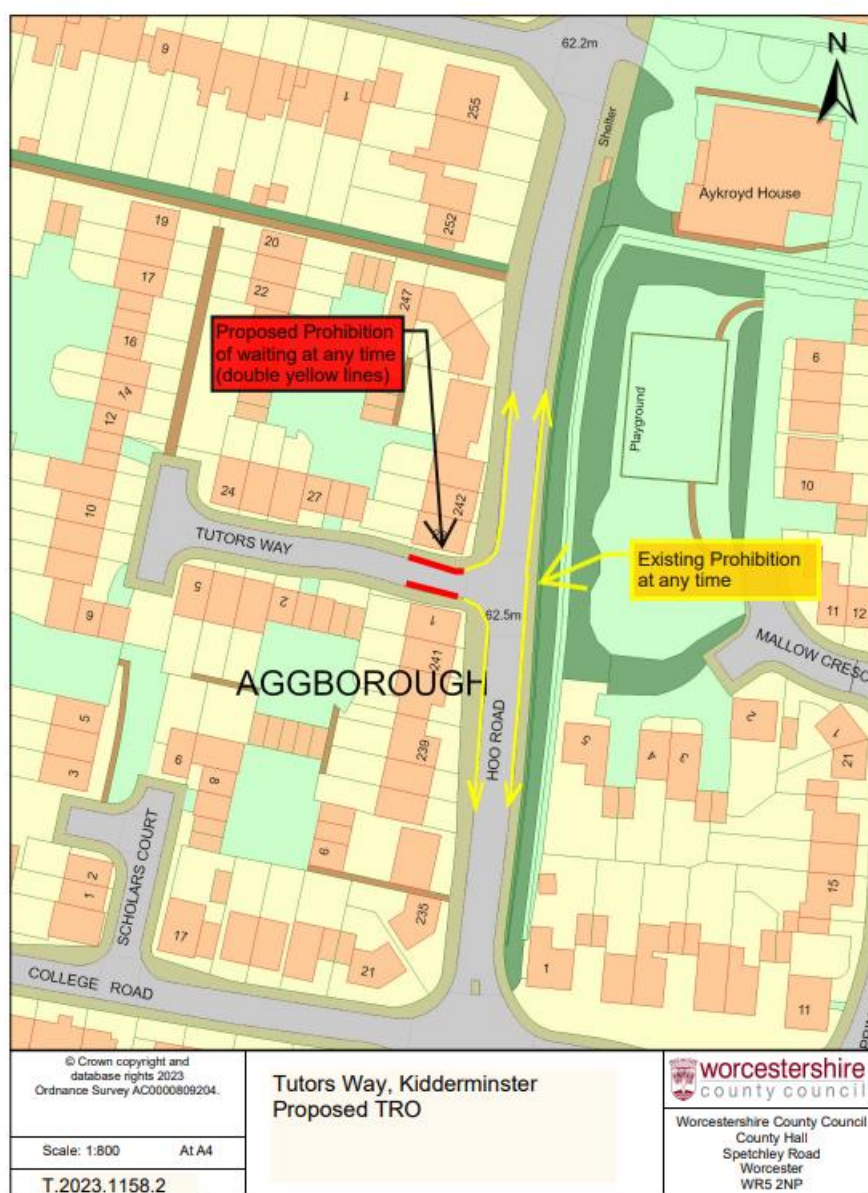 62.2m
N
9
1
255
Shelter
Aykroyd House
252
19
20
17
22
247
Proposed Prohibition
of waiting at any time
(double yellow lines)
16
14
12
6
Playground
24
27
242
10
10
TUTORS WAY
Existing Prohibition
at any time
5
2
62.5m
11
12
9
1
MALLOW CRESC
241
AGGBOROUGH
HOO ROAD
5
2
1
5
4
3
21
3
9
8
239
SCHOLARS COURT
9
2
1
15
17
235
21
1
COLLEGE ROAD
11
© Crown copyright and
database rights 2023
Ordnance Survey AC0000809204.
Scale: 1:800 At A4
T.2023.1158.2
Tutors Way, Kidderminster
Proposed TRO
worcestershire
county council
Worcestershire County Council
County Hall
Spetchley Road
Worcester
WR5 2NP